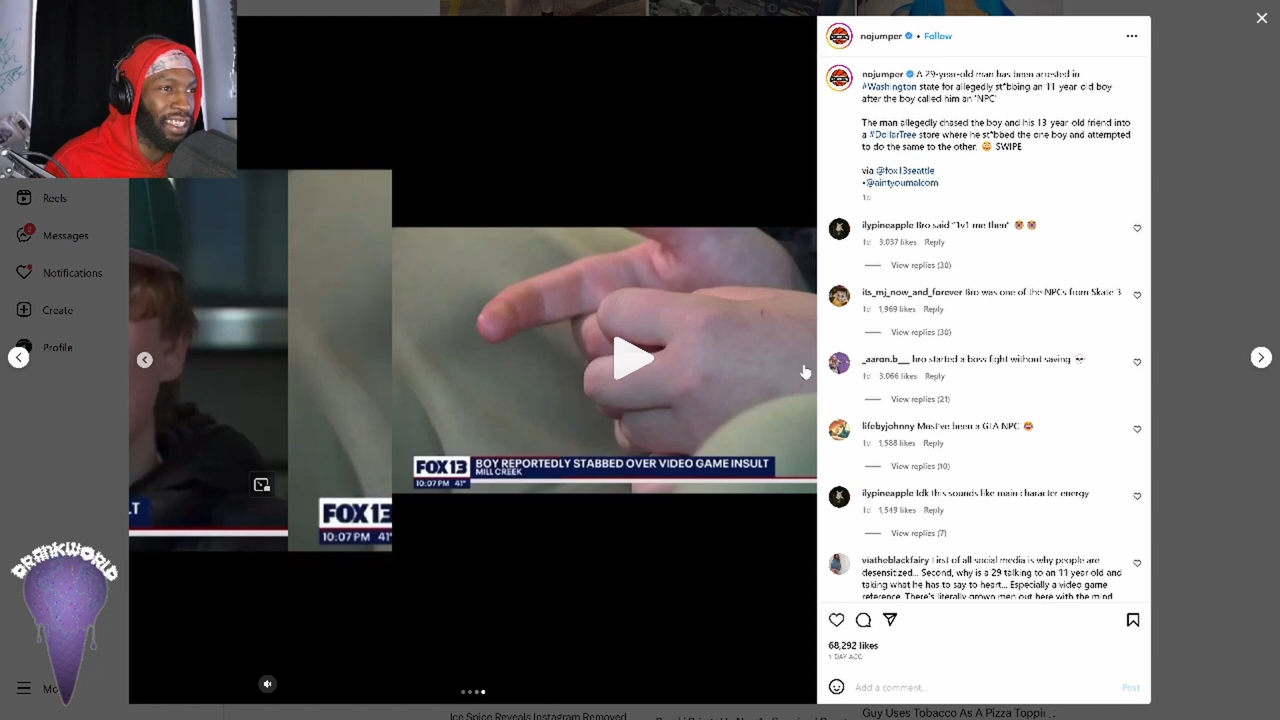 nojumper • Follow
nojumper A 29-year-old man has been arrested in
#Washington state for allegedly st*bbing an 11-year-old boy
after the boy called him an 'NPC'
The man allegedly chased the boy and his 13-year-old friend into
a #DollarTree store where he st*bbed the one boy and attempted
to do the same to the other. 😳 SWIPE
via @fox13seattle
•@aintyoumalcom
1d
ilypineapple Bro said "1v1 me then"
1d 3,037 likes Reply
View replies (30)
its_mj_now_and_forever Bro was one of the NPCs from Skate 3
1d 1,969 likes Reply
View replies (30)
_aaron.b__ bro started a boss fight without saving 💀
1d 3,066 likes Reply
View replies (21)
lifebyjohnny Must've been a GTA NPC 😂
1d 1,588 likes Reply
View replies (10)
ilypineapple Idk this sounds like main character energy
1d 1,549 likes Reply
View replies (7)
viatheblackfairy First of all social media is why people are
desensitized... Second, why is a 29 talking to an 11 year old and
taking what he has to say to heart... Especially a video game
reference. There's literally grown men out here with the mind
68,292 likes
1 DAY AGO
Add a comment...
Post
Reels
Messages
2
Notifications
Create
Profile
Mo
LT
FOX 13
10:07 PM 41°
FOX 13
BOY REPORTEDLY STABBED OVER VIDEO GAME INSULT
MILL CREEK
10:07 PM 41°
DRANKWORLD
Ice Spice Reveals Instagram Removed
Guy Uses Tobacco As A Pizza Toppi